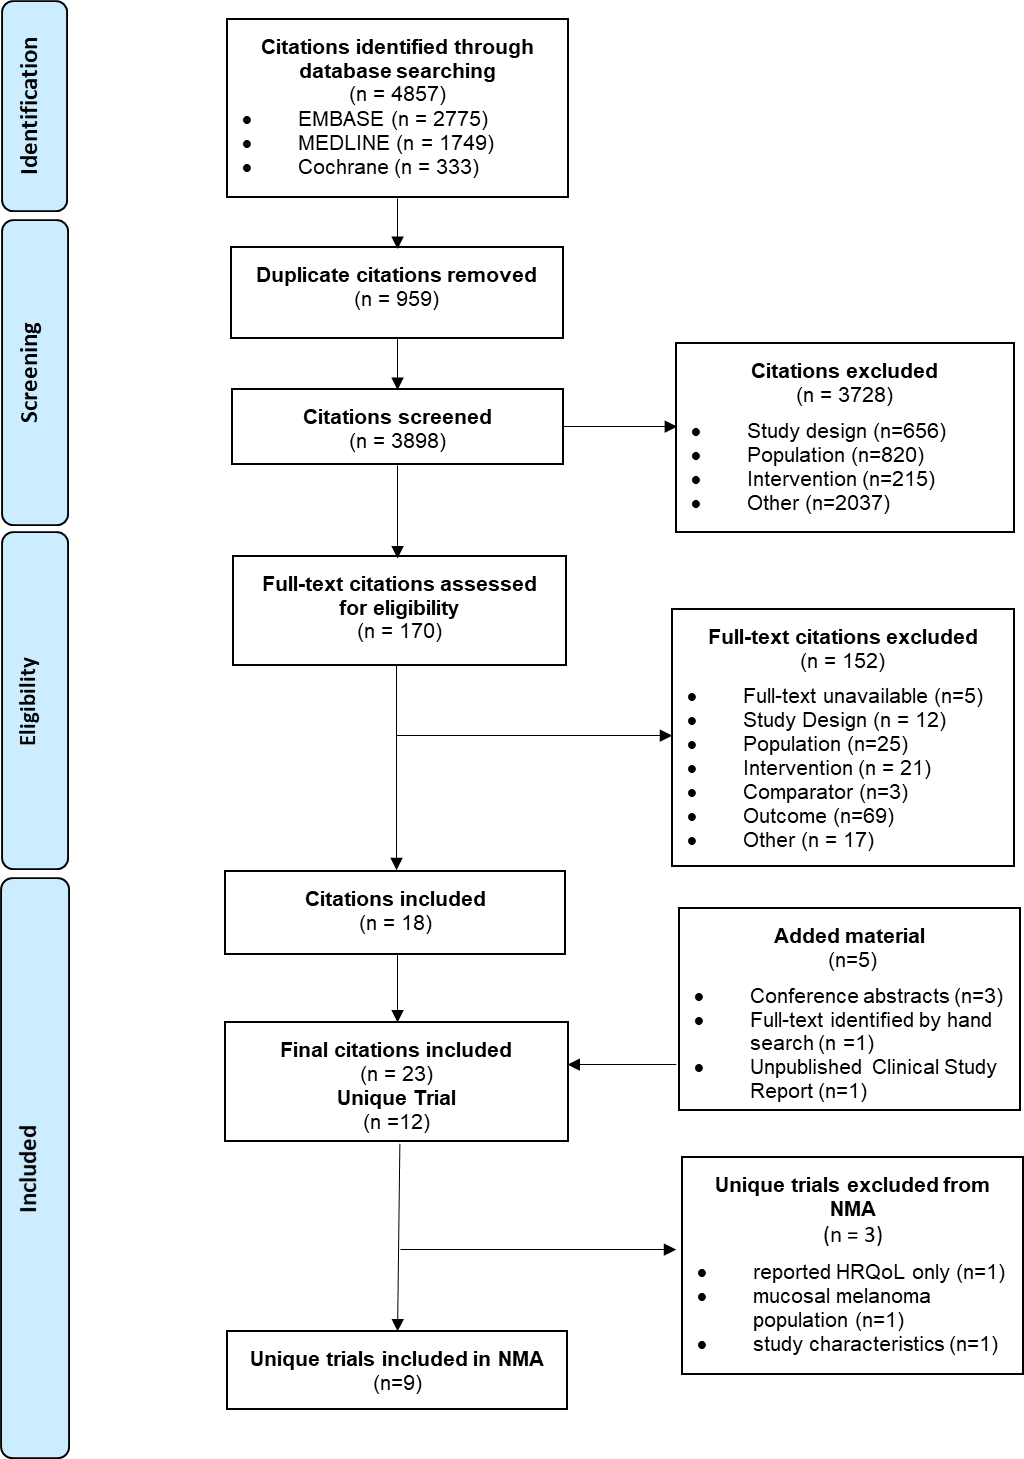 Identification
Citations identified through
database searching
(n = 4857)
• EMBASE (n = 2775)
• MEDLINE (n = 1749)
• Cochrane (n = 333)
Screening
Duplicate citations removed
(n = 959)
Citations screened
(n = 3898)
Citations excluded
(n = 3728)
• Study design (n=656)
• Population (n=820)
• Intervention (n=215)
• Other (n=2037)
Eligibility
Full-text citations assessed
for eligibility
(n = 170)
Full-text citations excluded
(n = 152)
• Full-text unavailable (n=5)
• Study Design (n = 12)
• Population (n=25)
• Intervention (n = 21)
• Comparator (n=3)
• Outcome (n=69)
• Other (n = 17)
Included
Citations included
(n = 18)
Added material
(n=5)
• Conference abstracts (n=3)
• Full-text identified by hand
search (n =1)
• Unpublished Clinical Study
Report (n=1)
Final citations included
(n = 23)
Unique Trial
(n =12)
Unique trials excluded from
NMA
(n = 3)
• reported HRQoL only (n=1)
• mucosal melanoma
population (n=1)
• study characteristics (n=1)
Unique trials included in NMA
(n=9)